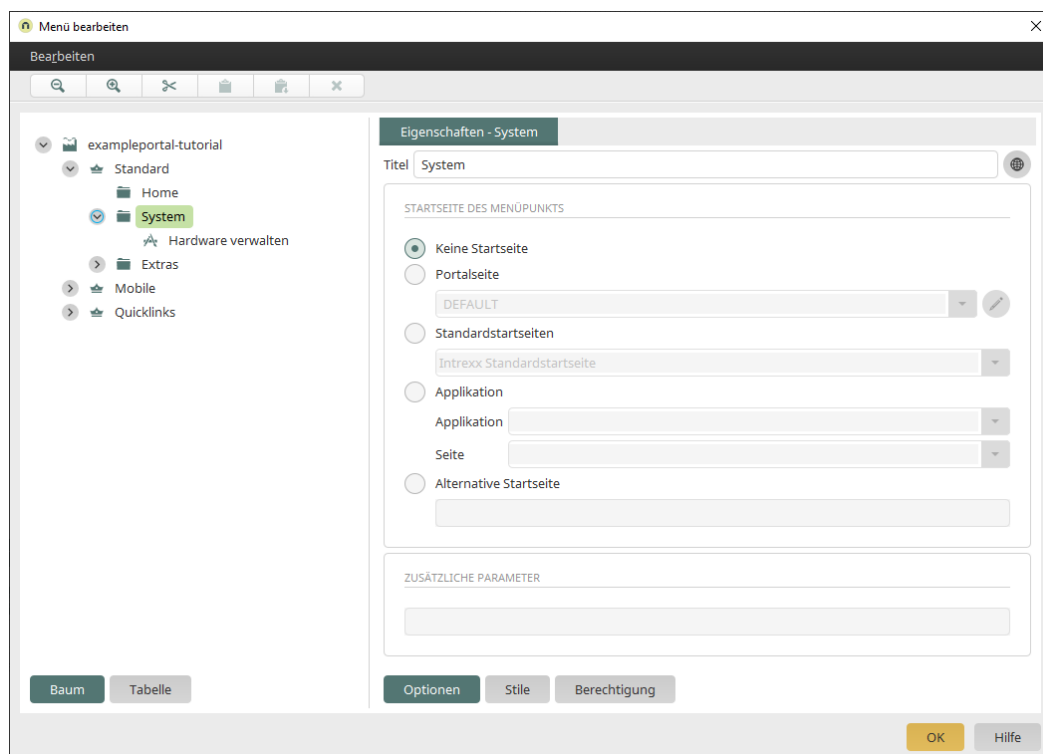 Menü bearbeiten
Bearbeiten
exampleportal-tutorial
Standard
Home
System
Hardware verwalten
Extras
Mobile
Quicklinks
Baum
Tabelle
Eigenschaften - System
Titel
System
STARTSEITE DES MENÜPUNKTS
Keine Startseite
Portalseite
DEFAULT
Standardstartseiten
Intrexx Standardstartseite
Applikation
Applikation
Seite
Alternative Startseite
ZUSÄTZLICHE PARAMETER
Optionen
Stile
Berechtigung
OK
Hilfe